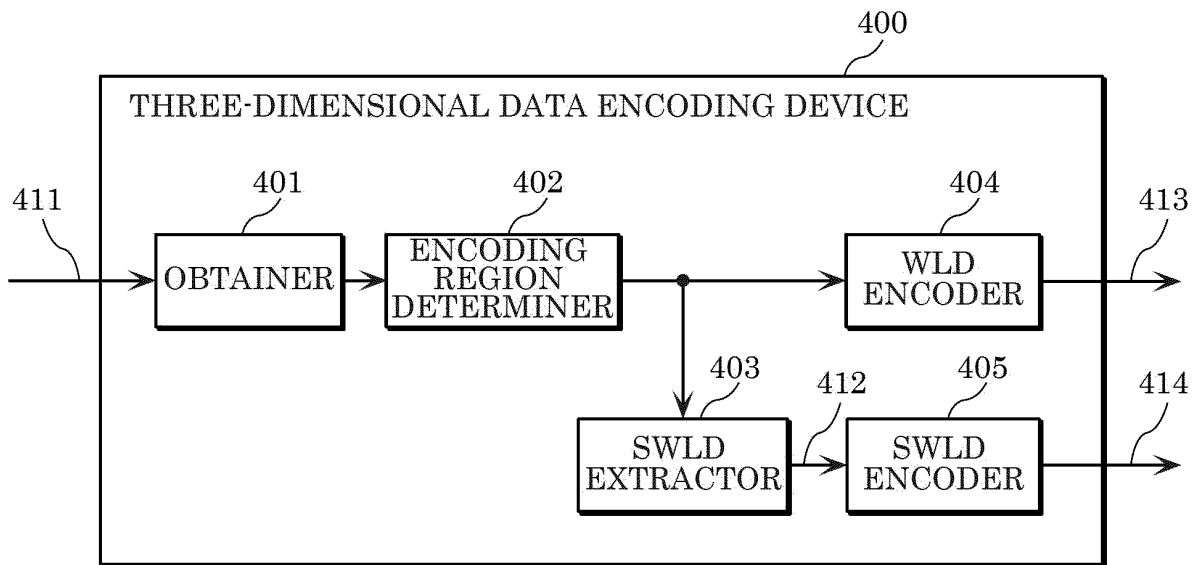 400
THREE-DIMENSIONAL DATA ENCODING DEVICE
411
401
402
404
413
OBTAINER
ENCODING
REGION
DETERMINER
WLD
ENCODER
403
412
405
414
SWLD
EXTRACTOR
SWLD
ENCODER